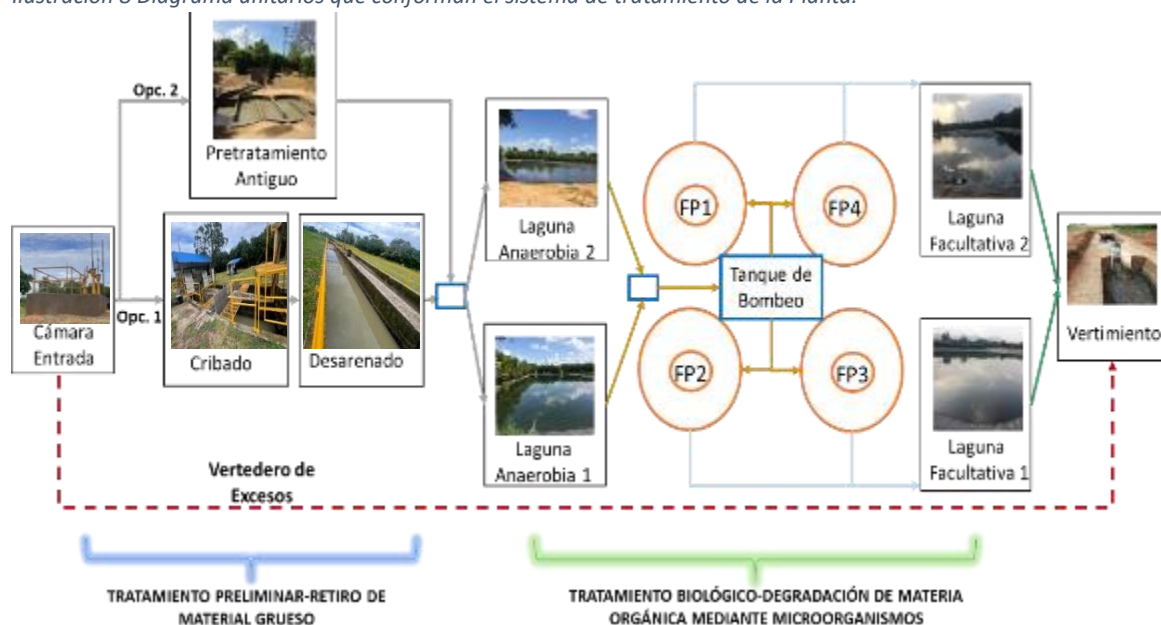 Ilustración 8 Diagrama unitarios que conforman el sistema de tratamiento de la Planta.
Opc. 2
Pretratamiento
Antiguo
Cámara
Entrada
Opc. 1
Cribado
Desarenado
Laguna
Anaerobia 2
Laguna
Anaerobia 1
FP1
FP4
Tanque de
Bombeo
FP2
FP3
Laguna
Facultativa 2
Laguna
Facultativa 1
Vertimiento
Vertedero de
Excesos
TRATAMIENTO PRELIMINAR-RETIRO DE
MATERIAL GRUESO
TRATAMIENTO BIOLÓGICO-DEGRADACIÓN DE MATERIA
ORGÁNICA MEDIANTE MICROORGANISMOS